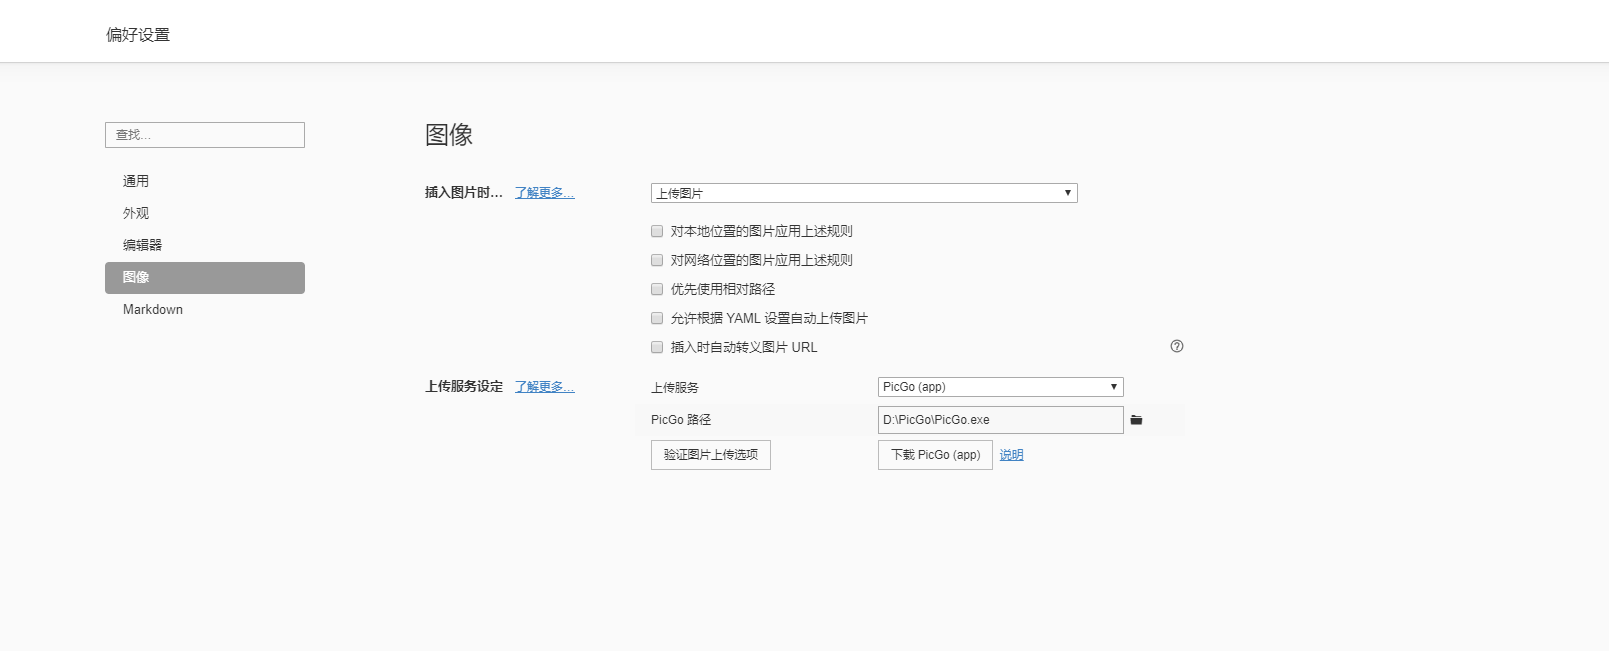 偏好设置
查找...
通用
外观
编辑器
图像
Markdown
图像
插入图片时... 了解更多...
上传图片
对本地位置的图片应用上述规则
对网络位置的图片应用上述规则
优先使用相对路径
允许根据 YAML 设置自动上传图片
插入时自动转义图片 URL
上传服务设定 了解更多...
上传服务 PicGo (app)
PicGo 路径 D:\PicGo\PicGo.exe
验证图片上传选项 下载 PicGo (app) 说明